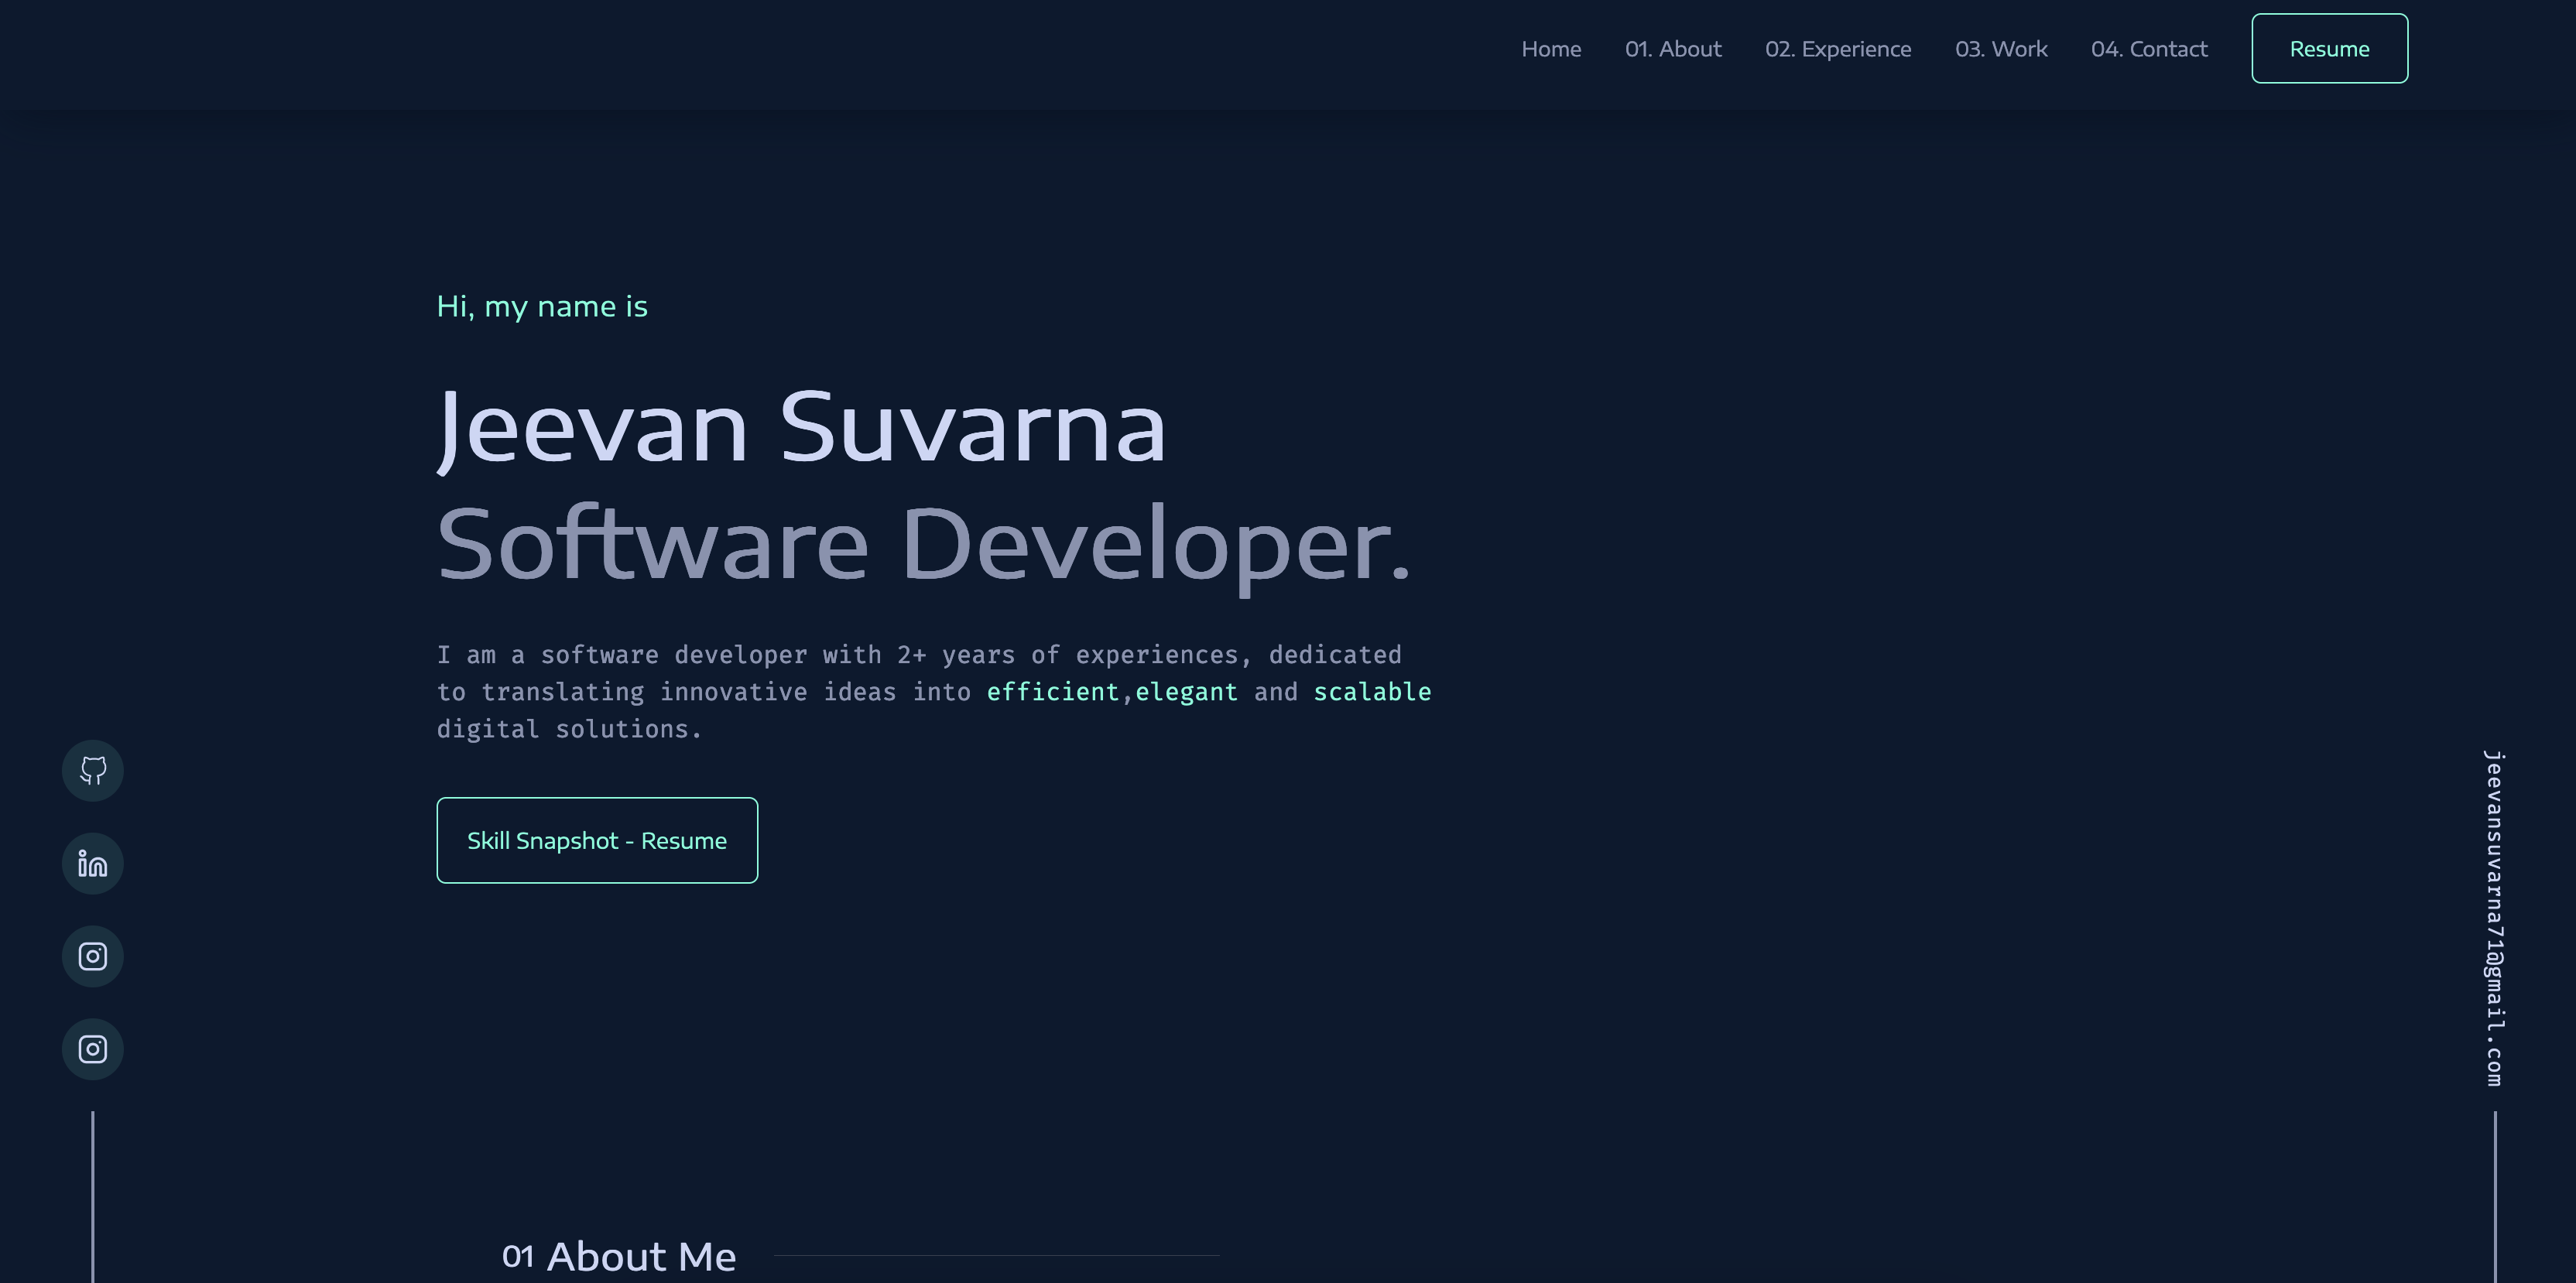 Home 01. About 02. Experience 03. Work 04. Contact Resume
Hi, my name is
Jeevan Suvarna
Software Developer.
I am a software developer with 2+ years of experiences, dedicated
to translating innovative ideas into efficient,elegant and scalable
digital solutions.
Skill Snapshot - Resume
in
jeevansuvarna71@gmail.com
01 About Me